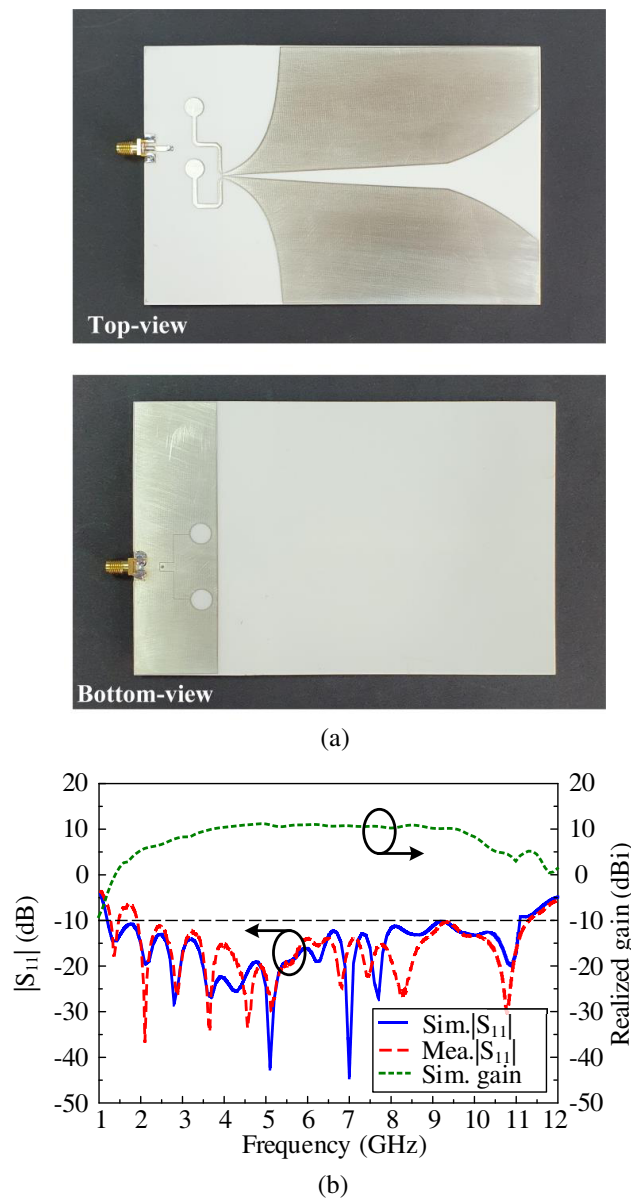 Top-view
Bottom-view
(a)
20
10
0
-10
-20
-30
-40
-50
|S11| (dB)
20
10
0
-10
-20
-30
-40
-50
Realized gain (dBi)
Sim.|S11|
Mea.|S11|
Sim. gain
1 2 3 4 5 6 7 8 9 10 11 12
Frequency (GHz)
(b)